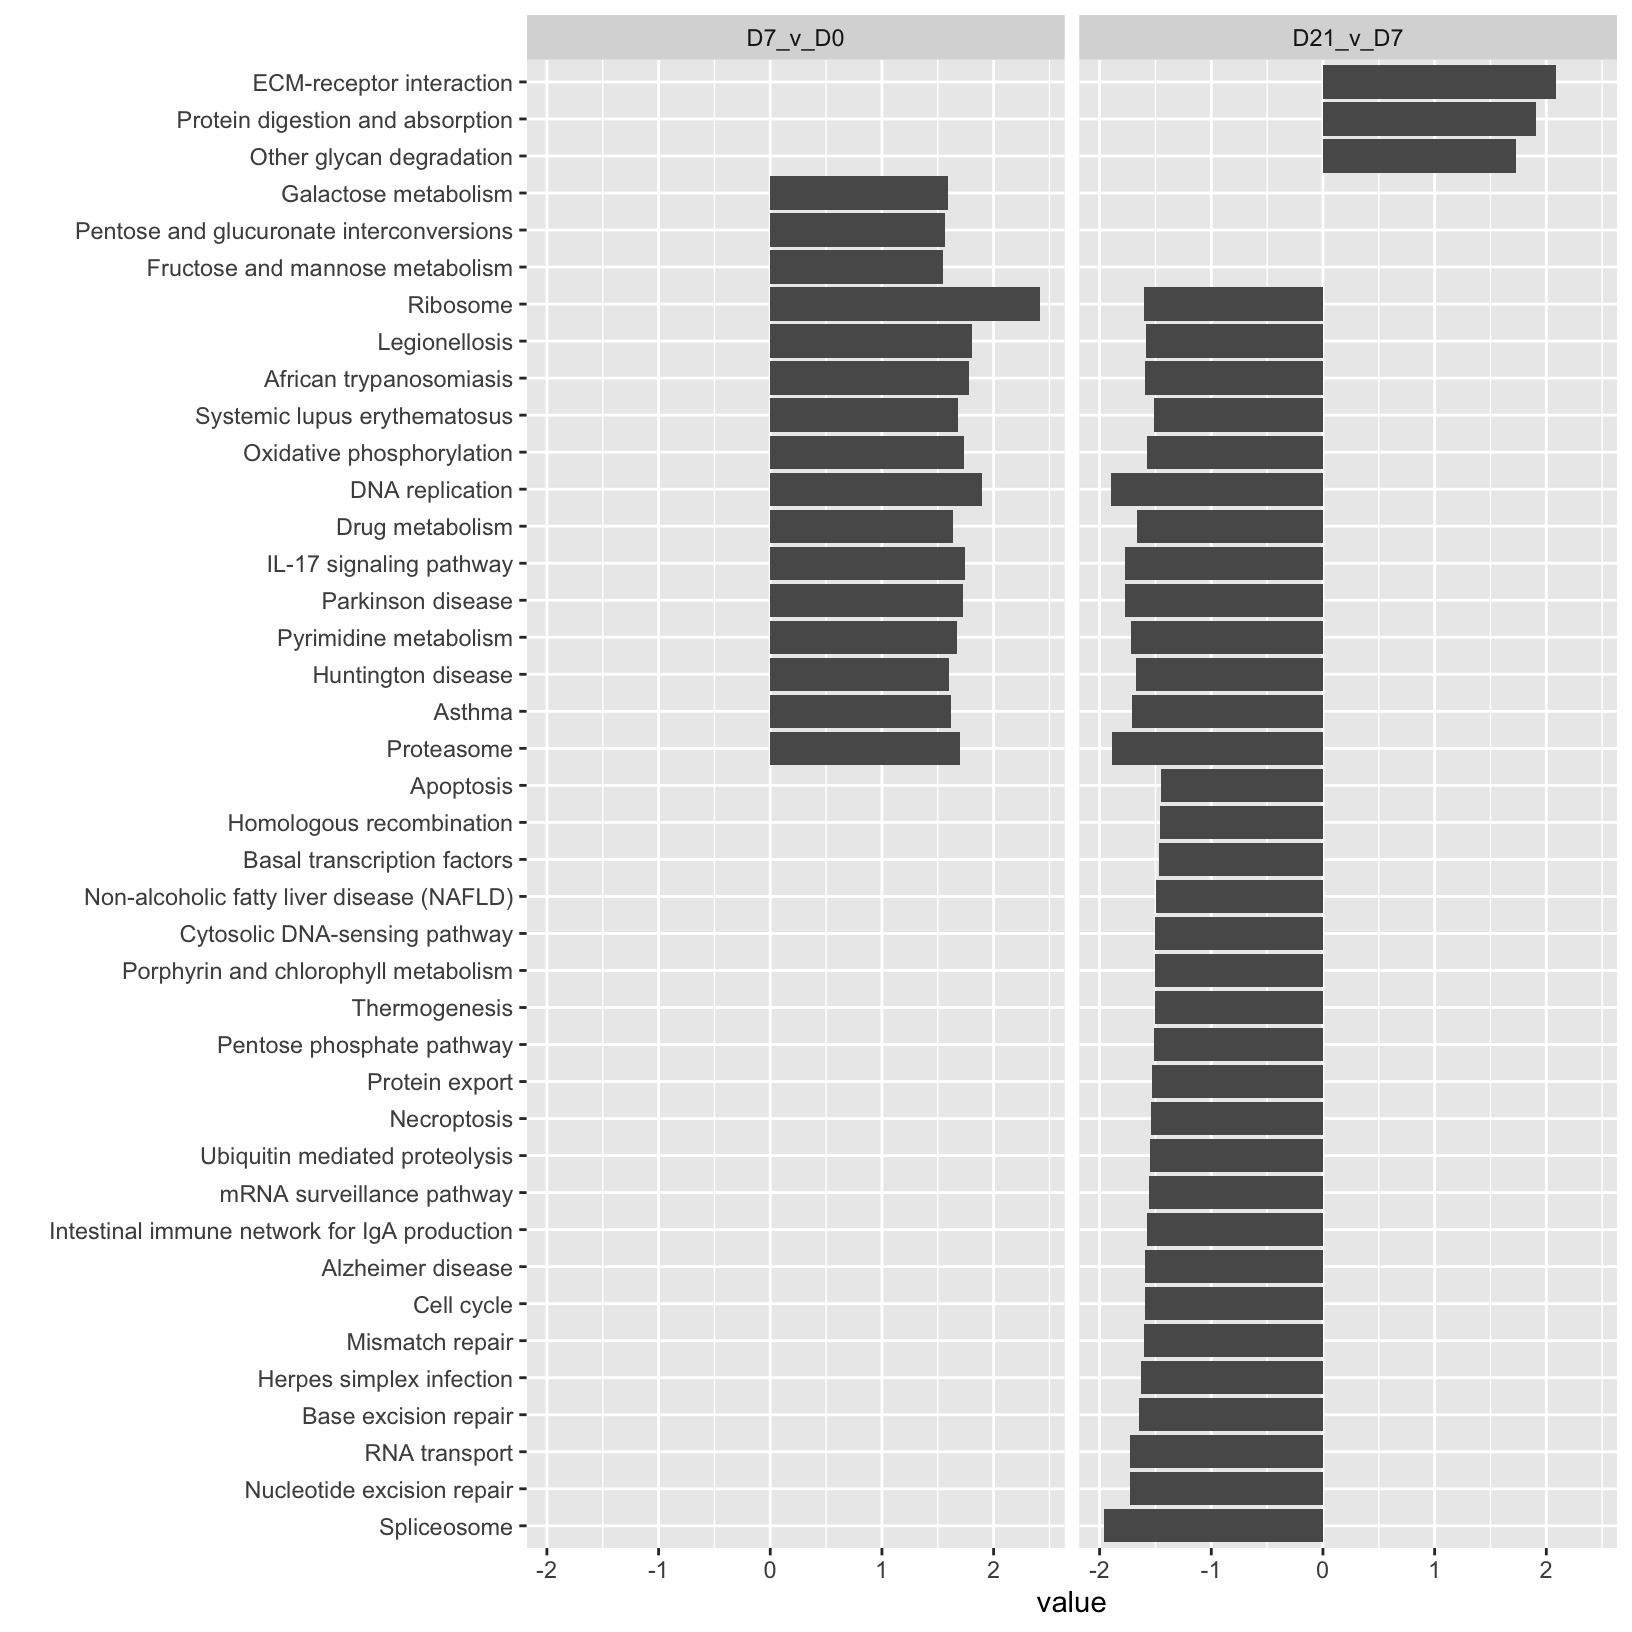 D7_v_D0 D21_v_D7
ECM-receptor interaction
Protein digestion and absorption
Other glycan degradation
Galactose metabolism
Pentose and glucuronate interconversions
Fructose and mannose metabolism
Ribosome
Legionellosis
African trypanosomiasis
Systemic lupus erythematosus
Oxidative phosphorylation
DNA replication
Drug metabolism
IL-17 signaling pathway
Parkinson disease
Pyrimidine metabolism
Huntington disease
Asthma
Proteasome
Apoptosis
Homologous recombination
Basal transcription factors
Non-alcoholic fatty liver disease (NAFLD)
Cytosolic DNA-sensing pathway
Porphyrin and chlorophyll metabolism
Thermogenesis
Pentose phosphate pathway
Protein export
Necroptosis
Ubiquitin mediated proteolysis
mRNA surveillance pathway
Intestinal immune network for IgA production
Alzheimer disease
Cell cycle
Mismatch repair
Herpes simplex infection
Base excision repair
RNA transport
Nucleotide excision repair
Spliceosome
-2 -1 0 1 2 -2 -1 0 1 2
value